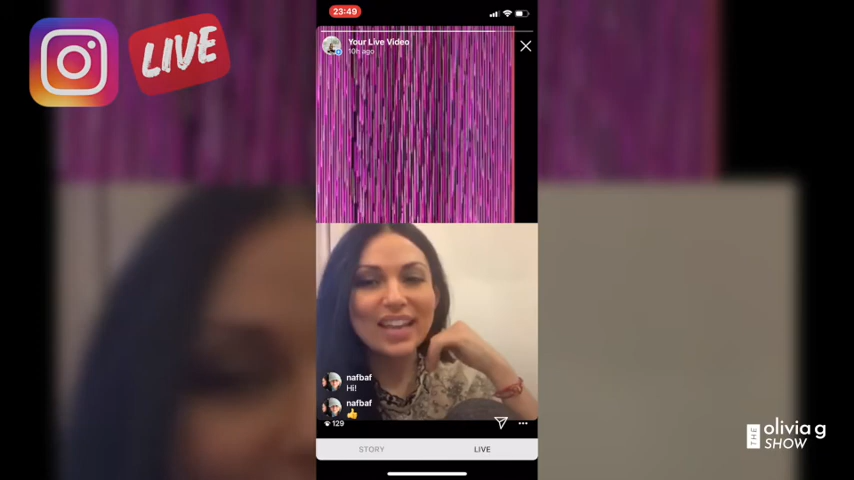 23:49
LIVE
Your Live Video
10h ago
nafbaf
Hi!
nafbaf
129
STORY
LIVE
THE
olivia g
SHOW